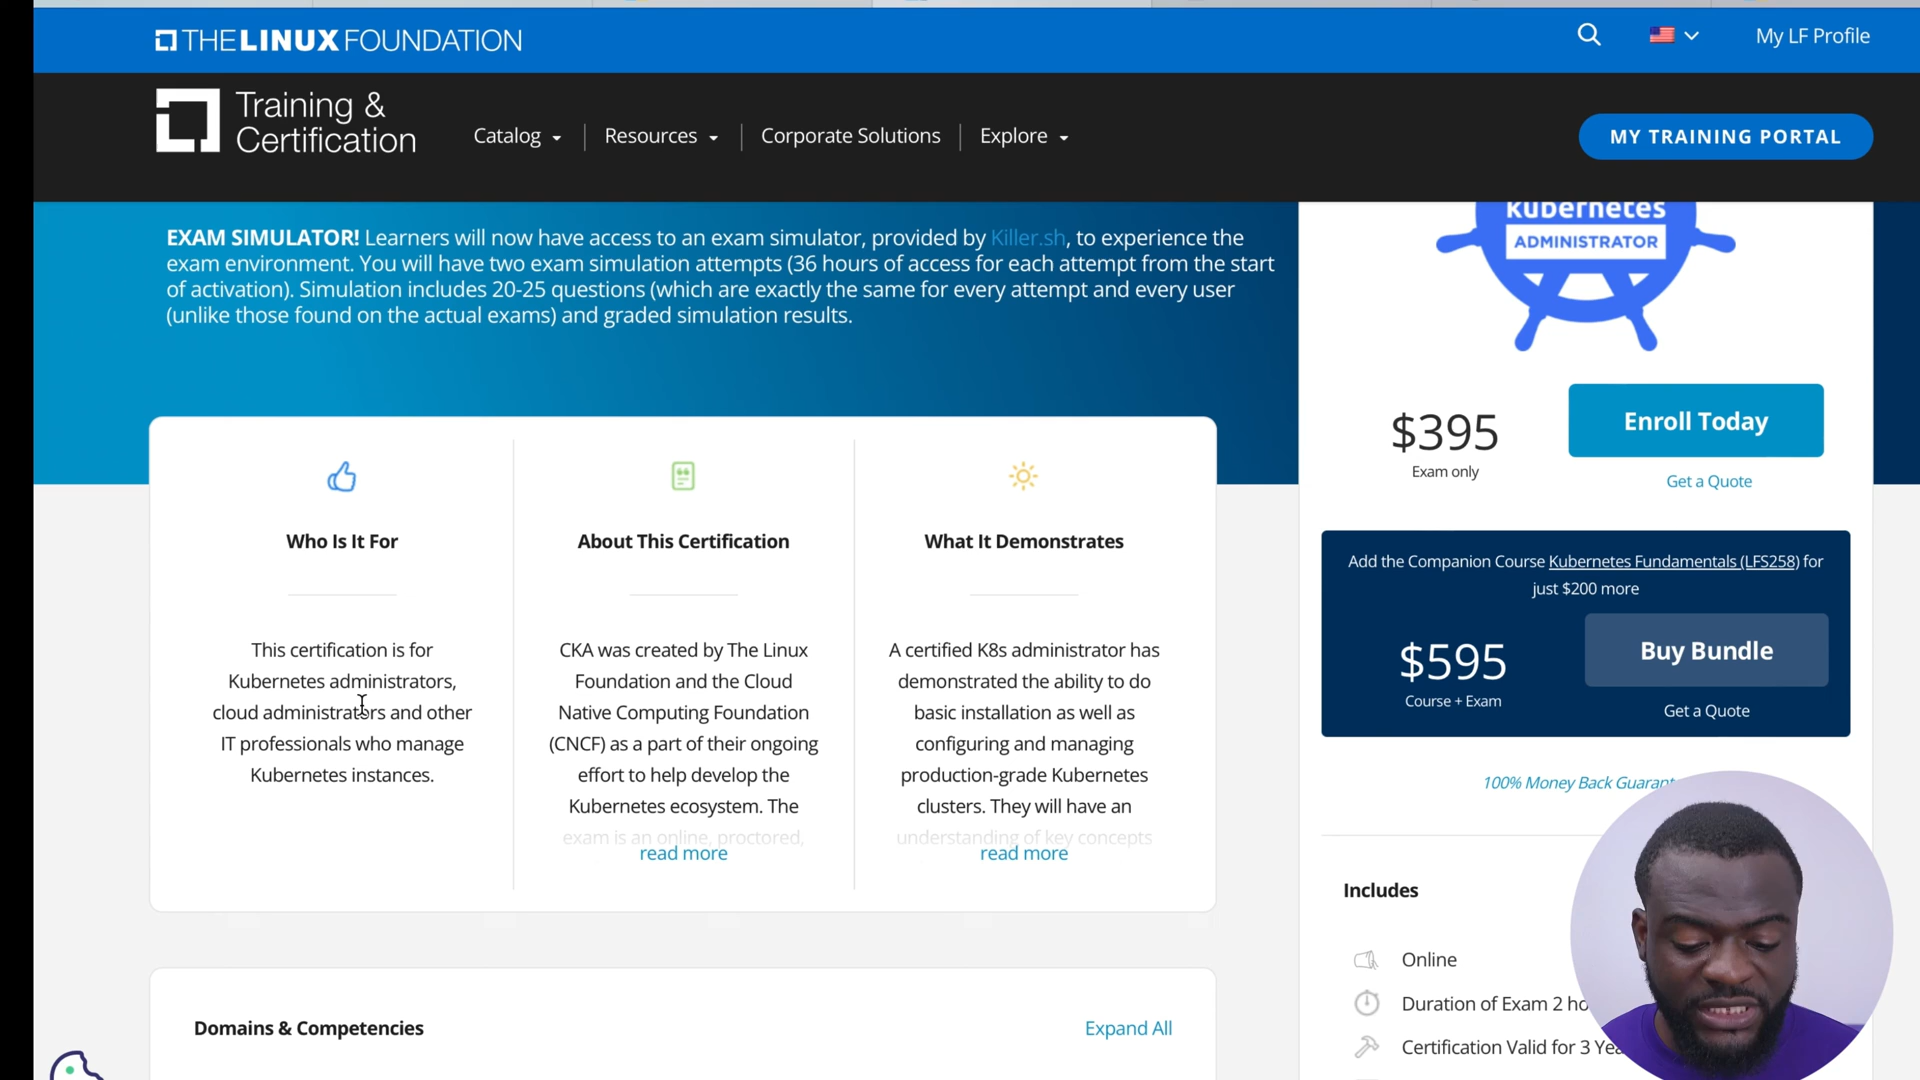 THE LINUX FOUNDATION
My LF Profile
Training &
Certification
Catalog
Resources
Corporate Solutions
Explore
MY TRAINING PORTAL
EXAM SIMULATOR! Learners will now have access to an exam simulator, provided by Killer.sh, to experience the
exam environment. You will have two exam simulation attempts (36 hours of access for each attempt from the start
of activation). Simulation includes 20-25 questions (which are exactly the same for every attempt and every user
(unlike those found on the actual exams) and graded simulation results.
kubernetes
ADMINISTRATOR
$395
Exam only
Enroll Today
Get a Quote
Add the Companion Course Kubernetes Fundamentals (LFS258) for
just $200 more
$595
Course + Exam
Buy Bundle
Get a Quote
100% Money Back
Includes
Online
Duration of Exam 2
Certification Valid for 3
Who Is It For
This certification is for
Kubernetes administrators,
cloud administrators and other
IT professionals who manage
Kubernetes instances.
About This Certification
CKA was created by The Linux
Foundation and the Cloud
Native Computing Foundation
(CNCF) as a part of their ongoing
effort to help develop the
Kubernetes ecosystem. The
exam is an online, proctored,
read more
What It Demonstrates
A certified K8s administrator has
demonstrated the ability to do
basic installation as well as
configuring and managing
production-grade Kubernetes
clusters. They will have an
understanding of key concepts
read more
Domains & Competencies
Expand All